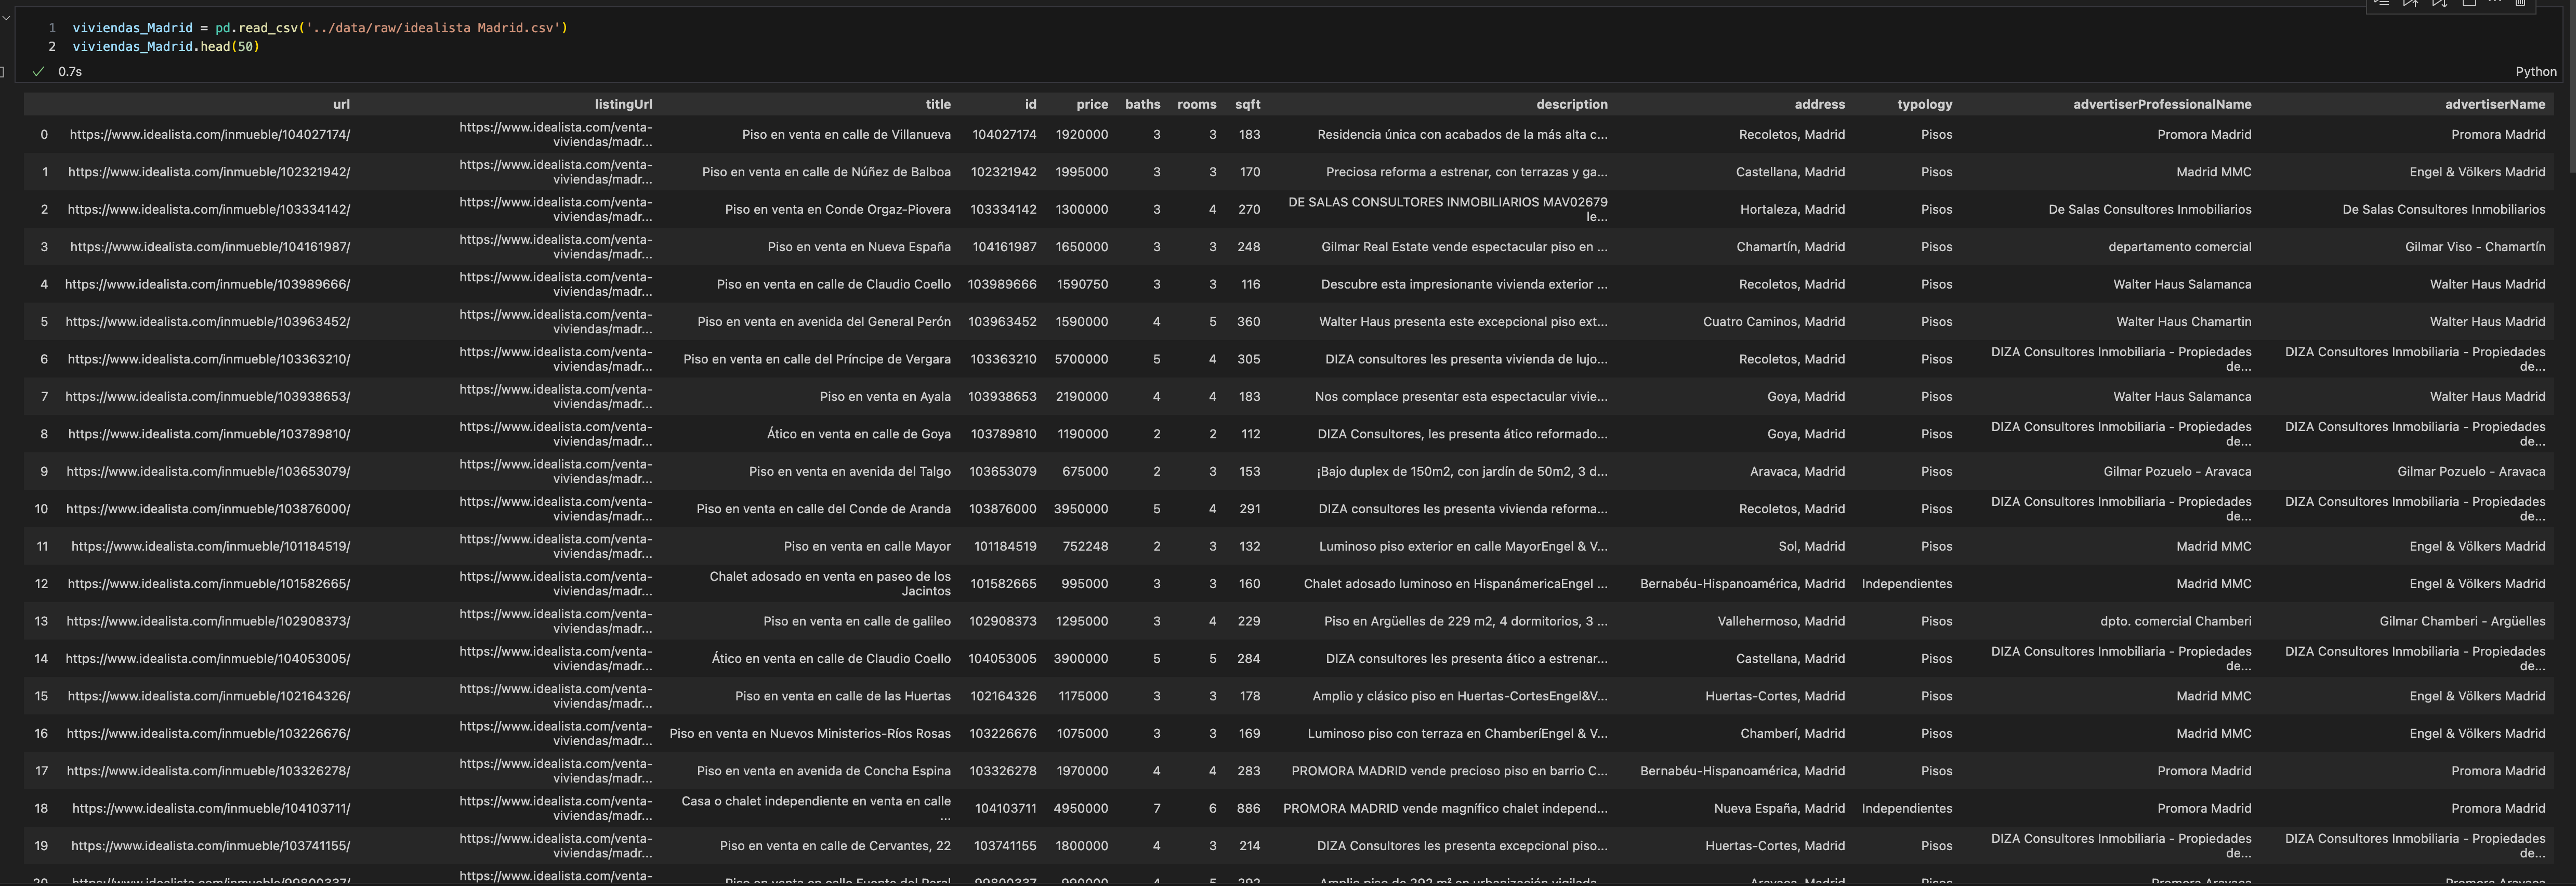 1 viviendas_Madrid = pd.read_csv('../data/raw/idealista Madrid.csv')
2 viviendas_Madrid.head(50)
0.7s
Python
url listingUrl title id price baths rooms sqft description address typology advertiserProfessionalName advertiserName
0 https://www.idealista.com/inmueble/104027174/ https://www.idealista.com/venta-viviendas/madr... Piso en venta en calle de Villanueva 104027174 1920000 3 3 183 Residencia única con acabados de la más alta c... Recoletos, Madrid Pisos Promora Madrid Promora Madrid
1 https://www.idealista.com/inmueble/102321942/ https://www.idealista.com/venta-viviendas/madr... Piso en venta en calle de Núñez de Balboa 102321942 1995000 3 3 170 Preciosa reforma a estrenar, con terrazas y ga... Castellana, Madrid Pisos Madrid MMC Engel & Völkers Madrid
2 https://www.idealista.com/inmueble/103334142/ https://www.idealista.com/venta-viviendas/madr... Piso en venta en Conde Orgaz-Piovera 103334142 1300000 3 4 270 DE SALAS CONSULTORES INMOBILIARIOS MAV02679 le... Hortaleza, Madrid Pisos De Salas Consultores Inmobiliarios De Salas Consultores Inmobiliarios
3 https://www.idealista.com/inmueble/104161987/ https://www.idealista.com/venta-viviendas/madr... Piso en venta en Nueva España 104161987 1650000 3 3 248 Gilmar Real Estate vende espectacular piso en ... Chamartín, Madrid Pisos departamento comercial Gilmar Viso - Chamartín
4 https://www.idealista.com/inmueble/103989666/ https://www.idealista.com/venta-viviendas/madr... Piso en venta en calle de Claudio Coello 103989666 1590750 3 3 116 Descubre esta impresionante vivienda exterior ... Recoletos, Madrid Pisos Walter Haus Salamanca Walter Haus Madrid
5 https://www.idealista.com/inmueble/103963452/ https://www.idealista.com/venta-viviendas/madr... Piso en venta en avenida del General Perón 103963452 1590000 4 5 360 Walter Haus presenta este excepcional piso ext... Cuatro Caminos, Madrid Pisos Walter Haus Chamartin Walter Haus Madrid
6 https://www.idealista.com/inmueble/103363210/ https://www.idealista.com/venta-viviendas/madr... Piso en venta en calle del Príncipe de Vergara 103363210 5700000 5 4 305 DIZA consultores les presenta vivienda de lujo... Recoletos, Madrid Pisos DIZA Consultores Inmobiliaria - Propiedades de... DIZA Consultores Inmobiliaria - Propiedades de...
7 https://www.idealista.com/inmueble/103938653/ https://www.idealista.com/venta-viviendas/madr... Piso en venta en Ayala 103938653 2190000 4 4 183 Nos complace presentar esta espectacular vivie... Goya, Madrid Pisos Walter Haus Salamanca Walter Haus Madrid
8 https://www.idealista.com/inmueble/103789810/ https://www.idealista.com/venta-viviendas/madr... Ático en venta en calle de Goya 103789810 1190000 2 2 112 DIZA Consultores, les presenta ático reformado... Goya, Madrid Pisos DIZA Consultores Inmobiliaria - Propiedades de... DIZA Consultores Inmobiliaria - Propiedades de...
9 https://www.idealista.com/inmueble/103653079/ https://www.idealista.com/venta-viviendas/madr... Piso en venta en avenida del Talgo 103653079 675000 2 3 153 ¡Bajo duplex de 150m2, con jardín de 50m2, 3 d... Aravaca, Madrid Pisos Gilmar Pozuelo - Aravaca Gilmar Pozuelo - Aravaca
10 https://www.idealista.com/inmueble/103876000/ https://www.idealista.com/venta-viviendas/madr... Piso en venta en calle del Conde de Aranda 103876000 3950000 5 4 291 DIZA consultores les presenta vivienda reforma... Recoletos, Madrid Pisos DIZA Consultores Inmobiliaria - Propiedades de... DIZA Consultores Inmobiliaria - Propiedades de...
11 https://www.idealista.com/inmueble/101184519/ https://www.idealista.com/venta-viviendas/madr... Piso en venta en calle Mayor 101184519 752248 2 3 132 Luminoso piso exterior en calle MayorEngel & V... Sol, Madrid Pisos Madrid MMC Engel & Völkers Madrid
12 https://www.idealista.com/inmueble/101582665/ https://www.idealista.com/venta-viviendas/madr... Chalet adosado en venta en paseo de los Jacintos 101582665 995000 3 3 160 Chalet adosado luminoso en HispanámericaEngel ... Bernabéu-Hispanoamérica, Madrid Independientes Madrid MMC Engel & Völkers Madrid
13 https://www.idealista.com/inmueble/102908373/ https://www.idealista.com/venta-viviendas/madr... Piso en venta en calle de galileo 102908373 1295000 3 4 229 Piso en Argüelles de 229 m2, 4 dormitorios, 3 ... Vallehermoso, Madrid Pisos dpto. comercial Chamberi Gilmar Chamberi - Argüelles
14 https://www.idealista.com/inmueble/104053005/ https://www.idealista.com/venta-viviendas/madr... Ático en venta en calle de Claudio Coello 104053005 3900000 5 5 284 DIZA consultores les presenta ático a estrenar... Castellana, Madrid Pisos DIZA Consultores Inmobiliaria - Propiedades de... DIZA Consultores Inmobiliaria - Propiedades de...
15 https://www.idealista.com/inmueble/102164326/ https://www.idealista.com/venta-viviendas/madr... Piso en venta en calle de las Huertas 102164326 1175000 3 3 178 Amplio y clásico piso en Huertas-CortesEngel&V... Huertas-Cortes, Madrid Pisos Madrid MMC Engel & Völkers Madrid
16 https://www.idealista.com/inmueble/103226676/ https://www.idealista.com/venta-viviendas/madr... Piso en venta en Nuevos Ministerios-Ríos Rosas 103226676 1075000 3 3 169 Luminoso piso con terraza en ChamberíEngel & V... Chamberí, Madrid Pisos Madrid MMC Engel & Völkers Madrid
17 https://www.idealista.com/inmueble/103326278/ https://www.idealista.com/venta-viviendas/madr... Piso en venta en avenida de Concha Espina 103326278 1970000 4 4 283 PROMORA MADRID vende precioso piso en barrio C... Bernabéu-Hispanoamérica, Madrid Pisos Promora Madrid Promora Madrid
18 https://www.idealista.com/inmueble/104103711/ https://www.idealista.com/venta-viviendas/madr... Casa o chalet independiente en venta en calle ... 104103711 4950000 7 6 886 PROMORA MADRID vende magnífico chalet independ... Nueva España, Madrid Independientes Promora Madrid Promora Madrid
19 https://www.idealista.com/inmueble/103741155/ https://www.idealista.com/venta-viviendas/madr... Piso en venta en calle de Cervantes, 22 103741155 1800000 4 3 214 DIZA Consultores les presenta excepcional piso... Huertas-Cortes, Madrid Pisos DIZA Consultores Inmobiliaria - Propiedades de... DIZA Consultores Inmobiliaria - Propiedades de...
https://www.idealista.com/venta-